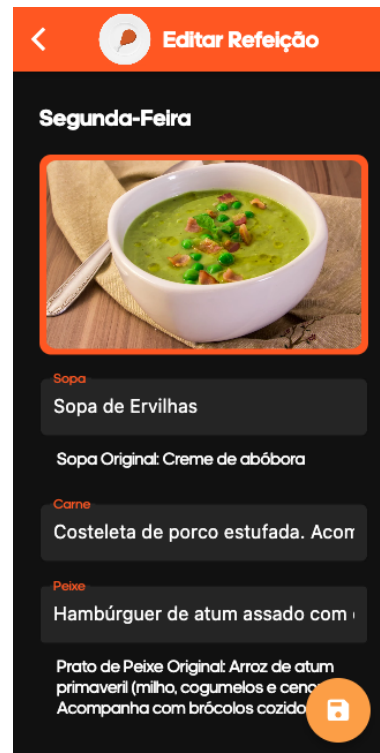 Editar Refeição
Segunda-Feira
Sopa
Sopa de Ervilhas
Sopa Original: Creme de abóbora
Carne
Costeleta de porco estufada. Acom
Peixe
Hambúrguer de atum assado com
Prato de Peixe Original: Arroz de atum
primaveril (milho, cogumelos e
Acompanha com brócolos